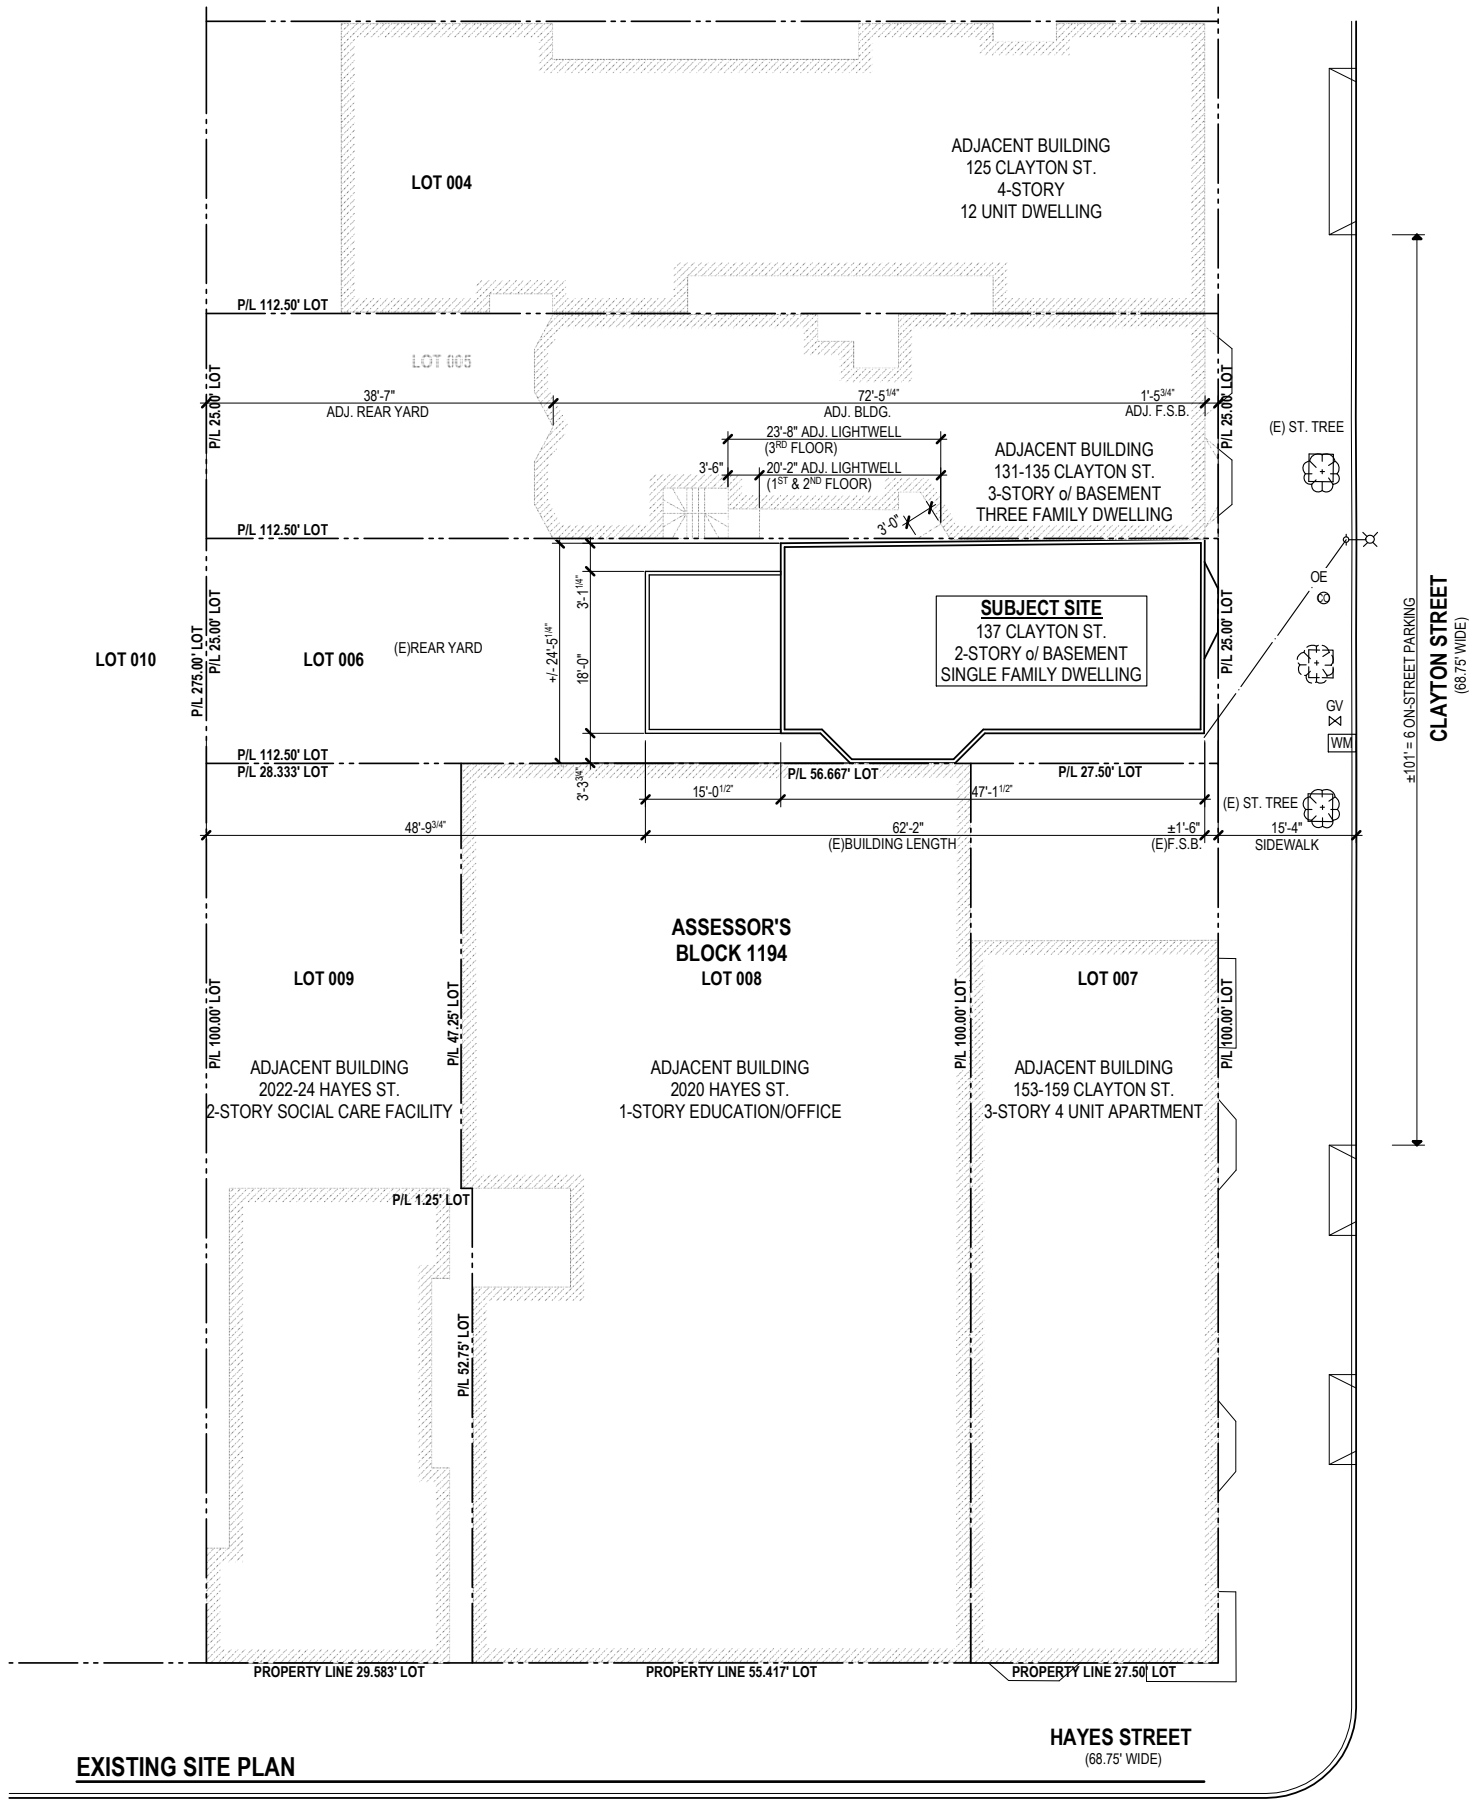 ADJACENT BUILDING
125 CLAYTON ST.
4-STORY
12 UNIT DWELLING
LOT 004
P/L 112.50' LOT
LOT 005
P/L 25.00' LOT
38'-7"
ADJ. REAR YARD
72'-5 1/4"
ADJ. BLDG.
1'-5 3/4"
ADJ. F.S.B.
P/L 25.00' LOT
23'-8" ADJ. LIGHTWELL
(3RD FLOOR)
3'-6"
20'-2" ADJ. LIGHTWELL
(1ST & 2ND FLOOR)
3'-0"
ADJACENT BUILDING
131-135 CLAYTON ST.
3-STORY o/ BASEMENT
THREE FAMILY DWELLING
(E) ST. TREE
P/L 112.50' LOT
LOT 010
P/L 275.00' LOT
P/L 25.00' LOT
LOT 006
(E)REAR YARD
+/- 24'-5 1/4"
3'-1 1/4"
18'-0"
3'-3 3/4"
SUBJECT SITE
137 CLAYTON ST.
2-STORY o/ BASEMENT
SINGLE FAMILY DWELLING
P/L 25.00' LOT
OE
GV
WM
±101' = 6 ON-STREET PARKING
CLAYTON STREET
(68.75' WIDE)
P/L 112.50' LOT
P/L 28.333' LOT
P/L 56.667' LOT
P/L 27.50' LOT
15'-0 1/2"
47'-1 1/2"
(E) ST. TREE
48'-9 3/4"
62'-2"
(E)BUILDING LENGTH
±1'-6"
(E)F.S.B.
15'-4"
SIDEWALK
ASSESSOR'S
BLOCK 1194
LOT 009
LOT 008
LOT 007
P/L 100.00' LOT
P/L 47.25' LOT
P/L 100.00' LOT
P/L 100.00' LOT
ADJACENT BUILDING
2022-24 HAYES ST.
2-STORY SOCIAL CARE FACILITY
ADJACENT BUILDING
2020 HAYES ST.
1-STORY EDUCATION/OFFICE
ADJACENT BUILDING
153-159 CLAYTON ST.
3-STORY 4 UNIT APARTMENT
P/L 1.25' LOT
P/L 52.75' LOT
PROPERTY LINE 29.583' LOT
PROPERTY LINE 55.417' LOT
PROPERTY LINE 27.50' LOT
HAYES STREET
(68.75' WIDE)
EXISTING SITE PLAN